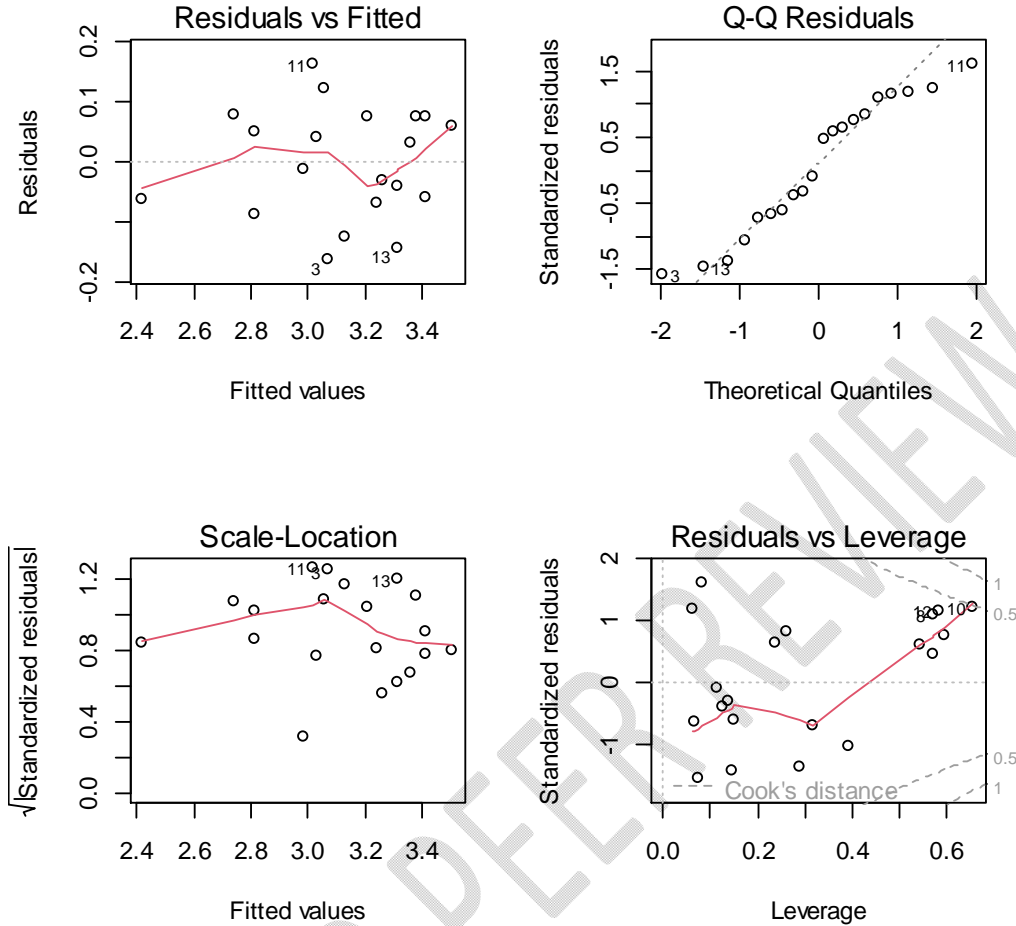 Residuals vs Fitted
Residuals
0.2
0.1
0.0
-0.2
11
3
13
2.4 2.6 2.8 3.0 3.2 3.4
Fitted values
Q-Q Residuals
Standardized residuals
1.5
0.5
-0.5
-1.5
11
3
13
-2 -1 0 1 2
Theoretical Quantiles
Scale-Location
√|Standardized residuals|
1.2
0.8
0.4
0.0
11
3
13
2.4 2.6 2.8 3.0 3.2 3.4
Fitted values
Residuals vs Leverage
Standardized residuals
2
1
0
-1
12
8
10
1
0.5
0.5
1
Cook's distance
0.0 0.2 0.4 0.6
Leverage
PEER REVIEW